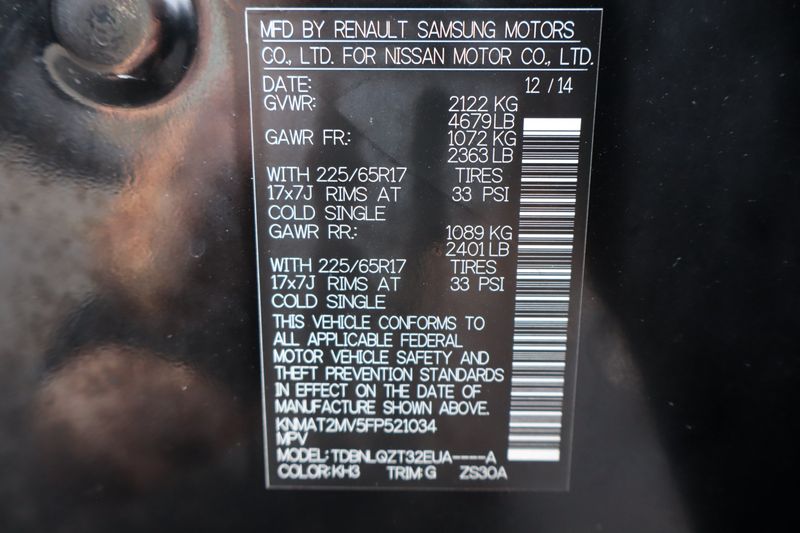 MFD BY RENAULT SAMSUNG MOTORS
CO., LTD. FOR NISSAN MOTOR CO., LTD.
DATE: 12 / 14
GVWR: 2122 KG
4679 LB
GAWR FR.: 1072 KG
2363 LB
WITH 225/65R17 TIRES
17x7J RIMS AT 33 PSI
COLD SINGLE
GAWR RR.: 1089 KG
2401 LB
WITH 225/65R17 TIRES
17x7J RIMS AT 33 PSI
COLD SINGLE
THIS VEHICLE CONFORMS TO
ALL APPLICABLE FEDERAL
MOTOR VEHICLE SAFETY AND
THEFT PREVENTION STANDARDS
IN EFFECT ON THE DATE OF
MANUFACTURE SHOWN ABOVE.
KNMAT2MV5FP521034
MPV
MODEL: TDBNLQZT32EUA----A
COLOR: KH3 TRIM: G ZS30A